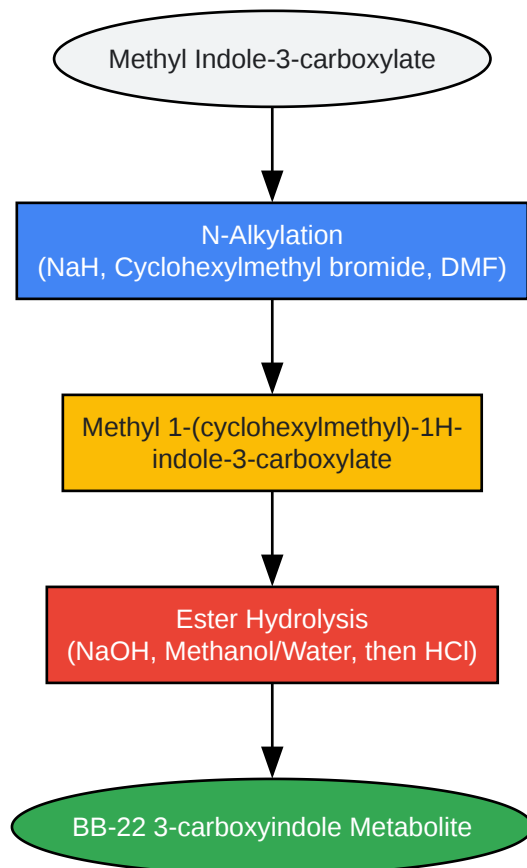 Methyl Indole-3-carboxylate
N-Alkylation
(NaH, Cyclohexylmethyl bromide, DMF)
Methyl 1-(cyclohexylmethyl)-1H-
indole-3-carboxylate
Ester Hydrolysis
(NaOH, Methanol/Water, then HCl)
BB-22 3-carboxyindole Metabolite